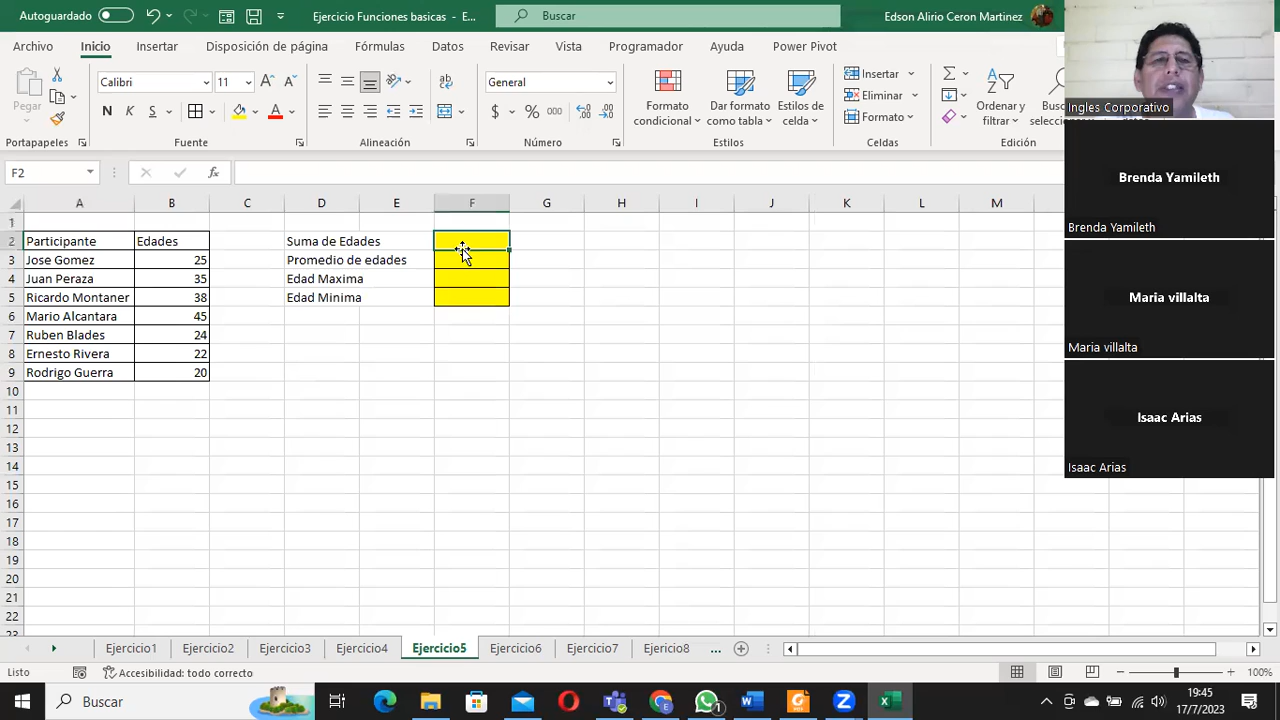 Autoguardado
Ejercicio Funciones basicas - E...
Buscar
Edson Alirio Ceron Martinez
Archivo Inicio Insertar Disposición de página Fórmulas Datos Revisar Vista Programador Ayuda Power Pivot
Pegar
Calibri 11
N K S
General
$ % 000
Formato condicional
Dar formato como tabla
Estilos de celda
Insertar
Eliminar
Formato
Ordenar y filtrar
Portapapeles Fuente Alineación Número Estilos Celdas Edición
F2
fx
A B C D E F G H I J K L M
1
2 Participante Edades Suma de Edades
3 Jose Gomez 25 Promedio de edades
4 Juan Peraza 35 Edad Maxima
5 Ricardo Montaner 38 Edad Minima
6 Mario Alcantara 45
7 Ruben Blades 24
8 Ernesto Rivera 22
9 Rodrigo Guerra 20
10
11
12
13
14
15
16
17
18
19
20
21
22
23
Ingles Corporativo
Brenda Yamileth
Brenda Yamileth
Maria villalta
Maria villalta
Isaac Arias
Isaac Arias
Ejercicio1 Ejercicio2 Ejercicio3 Ejercicio4 Ejercicio5 Ejercicio6 Ejercicio7 Ejericio8 ...
Listo Accesibilidad: todo correcto 100%
Buscar
1
19:45
17/7/2023